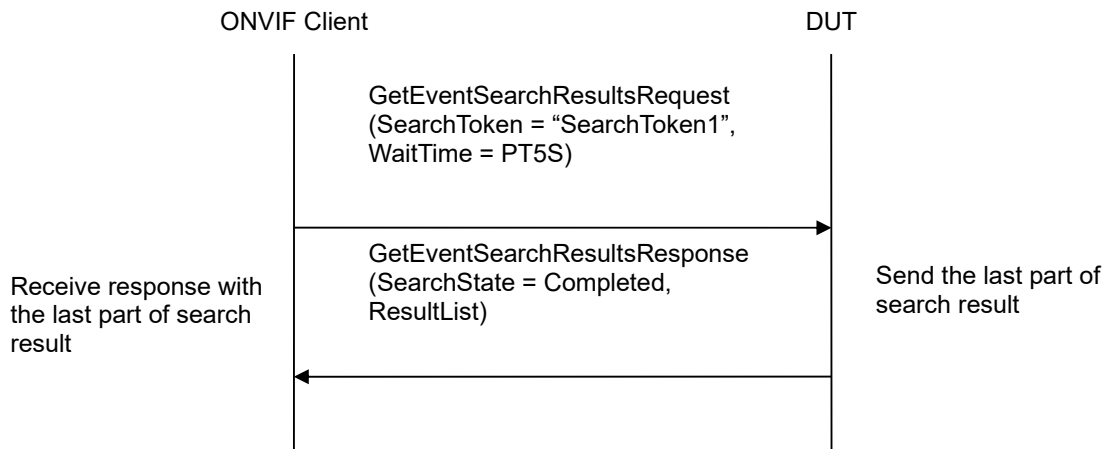 ONVIF Client
DUT
GetEventSearchResultsRequest
(SearchToken = “SearchToken1”,
WaitTime = PT5S)
GetEventSearchResultsResponse
(SearchState = Completed,
ResultList)
Receive response with
the last part of search
result
Send the last part of
search result